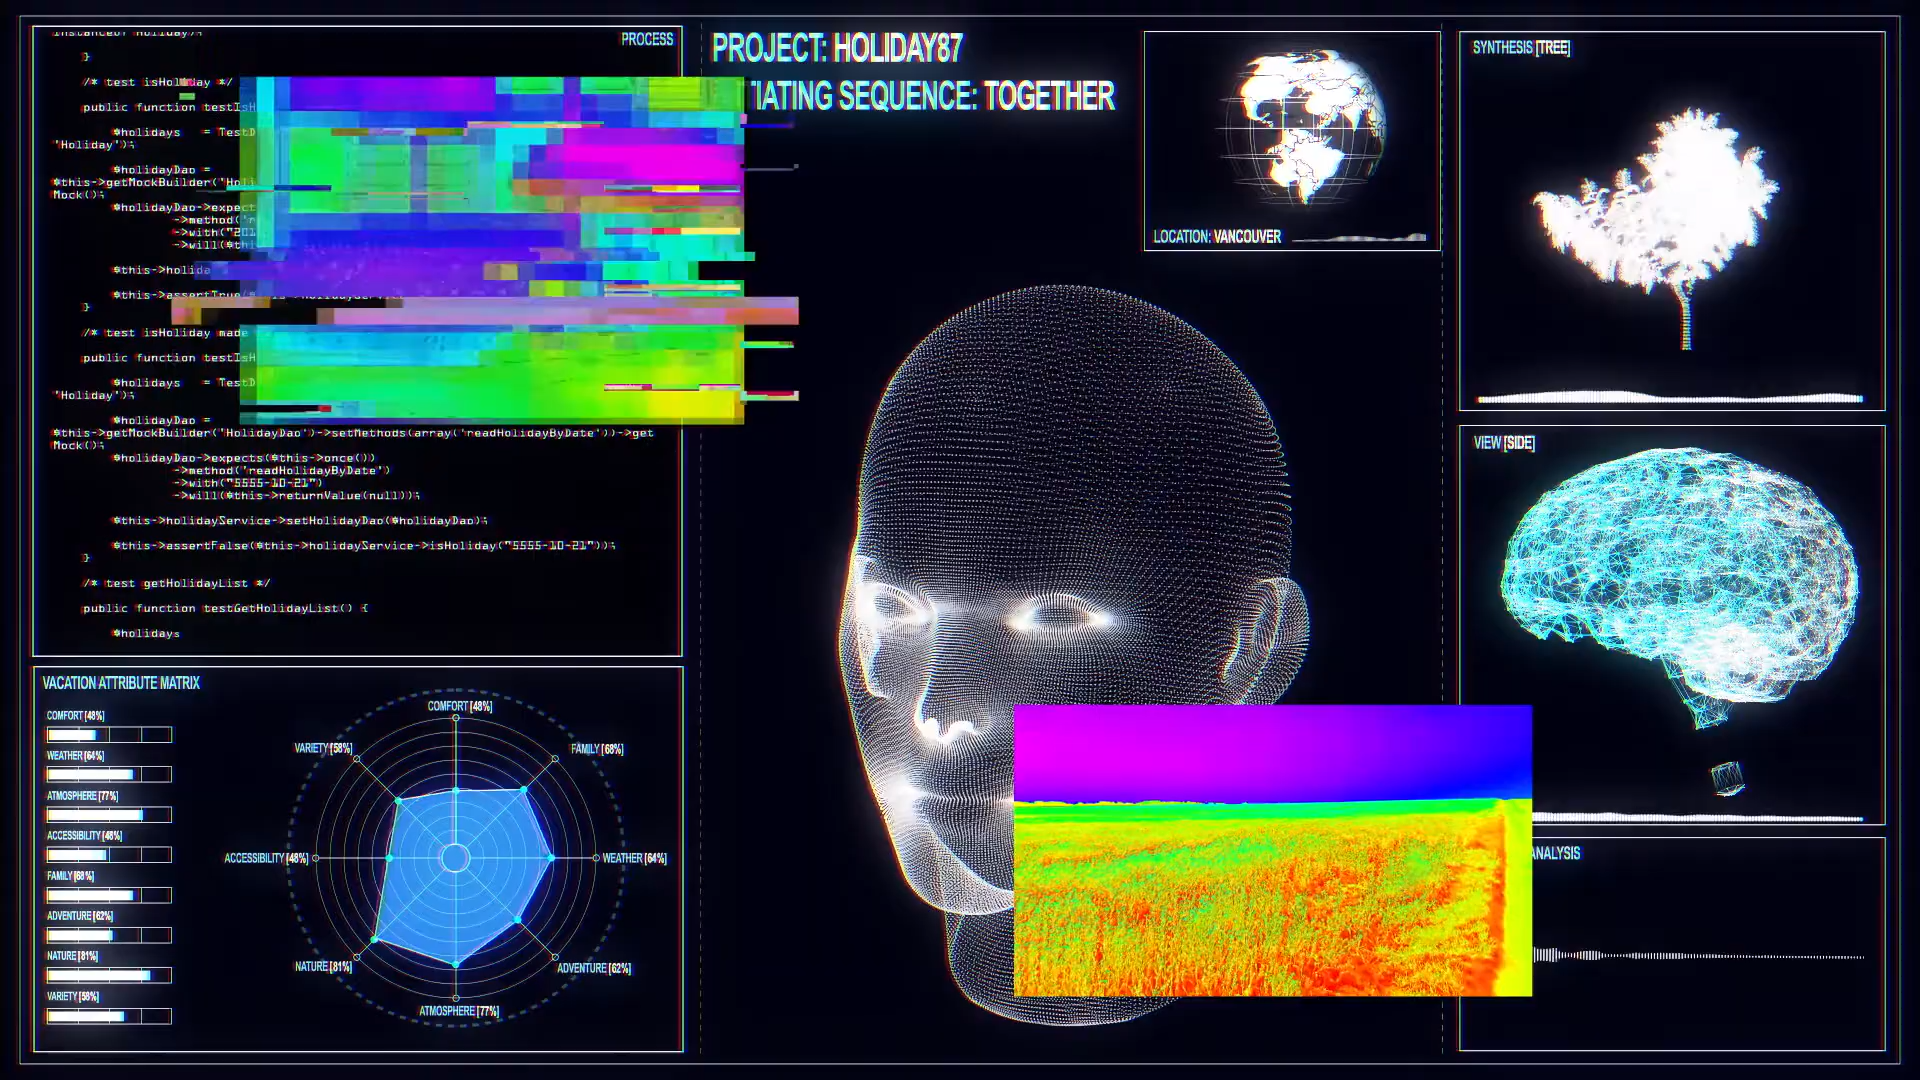 instanceof Holiday);
PROCESS
}
/* test isHoliday */
public function testIsH
$holidays = TestD
'Holiday');
$holidayDao =
$this->getMockBuilder('Holi
Mock();
$holidayDao->expect
->method('r
->with("201
->will($thi
$this->holida
$this->assertTrue($
}
/* test isHoliday made
public function testIsH
$holidays = TestD
'Holiday');
$holidayDao =
$this->getMockBuilder('HolidayDao')->setMethods(array('readHolidayByDate'))->get
Mock();
$holidayDao->expects($this->once())
->method('readHolidayByDate')
->with("5555-10-21")
->will($this->returnValue(null));
$this->holidayService->setHolidayDao($holidayDao);
$this->assertFalse($this->holidayService->isHoliday("5555-10-21"));
}
/* test getHolidayList */
public function testGetHolidayList() {
$holidays
PROJECT: HOLIDAY87
TIATING SEQUENCE: TOGETHER
LOCATION: VANCOUVER
SYNTHESIS [TREE]
VIEW [SIDE]
ANALYSIS
VACATION ATTRIBUTE MATRIX
COMFORT [48%]
WEATHER [64%]
ATMOSPHERE [77%]
ACCESSIBILITY [48%]
FAMILY [68%]
ADVENTURE [62%]
NATURE [81%]
VARIETY [58%]
COMFORT [48%]
VARIETY [58%]
FAMILY [68%]
ACCESSIBILITY [48%]
WEATHER [64%]
NATURE [81%]
ADVENTURE [62%]
ATMOSPHERE [77%]